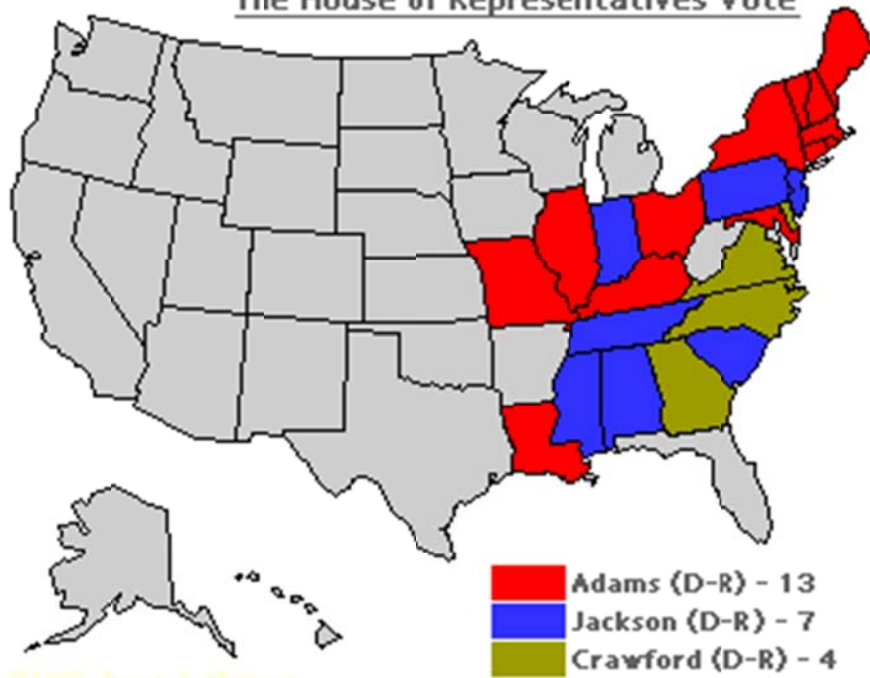 The House of Representatives Vote
Adams (D-R) - 13
Jackson (D-R) - 7
Crawford (D-R) - 4